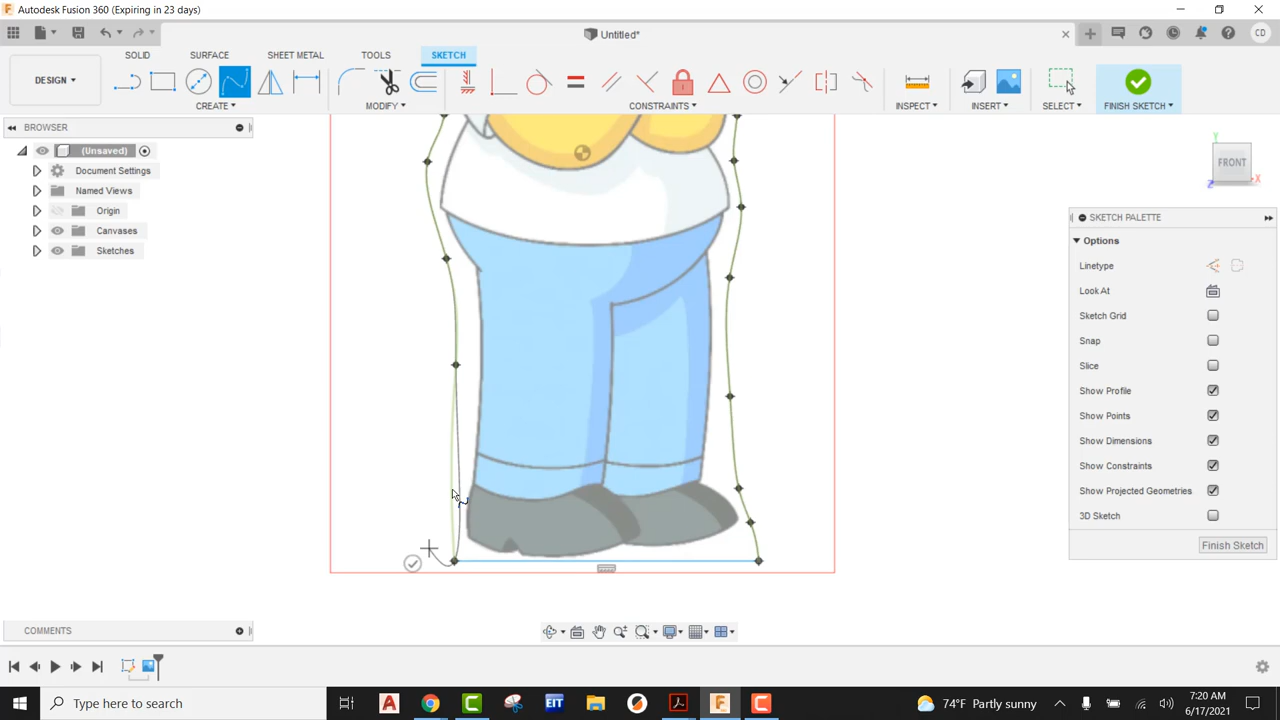 Autodesk Fusion 360 (Expiring in 23 days)
Untitled*
CD
DESIGN
SOLID
SURFACE
SHEET METAL
TOOLS
SKETCH
CREATE
MODIFY
CONSTRAINTS
INSPECT
INSERT
SELECT
FINISH SKETCH
BROWSER
(Unsaved)
Document Settings
Named Views
Origin
Canvases
Sketches
Y
FRONT
Z
X
SKETCH PALETTE
Options
Linetype
Look At
Sketch Grid
Snap
Slice
Show Profile
Show Points
Show Dimensions
Show Constraints
Show Projected Geometries
3D Sketch
Finish Sketch
COMMENTS
Type here to search
A
C
EIT
F
C
74°F Partly sunny
7:20 AM
6/17/2021